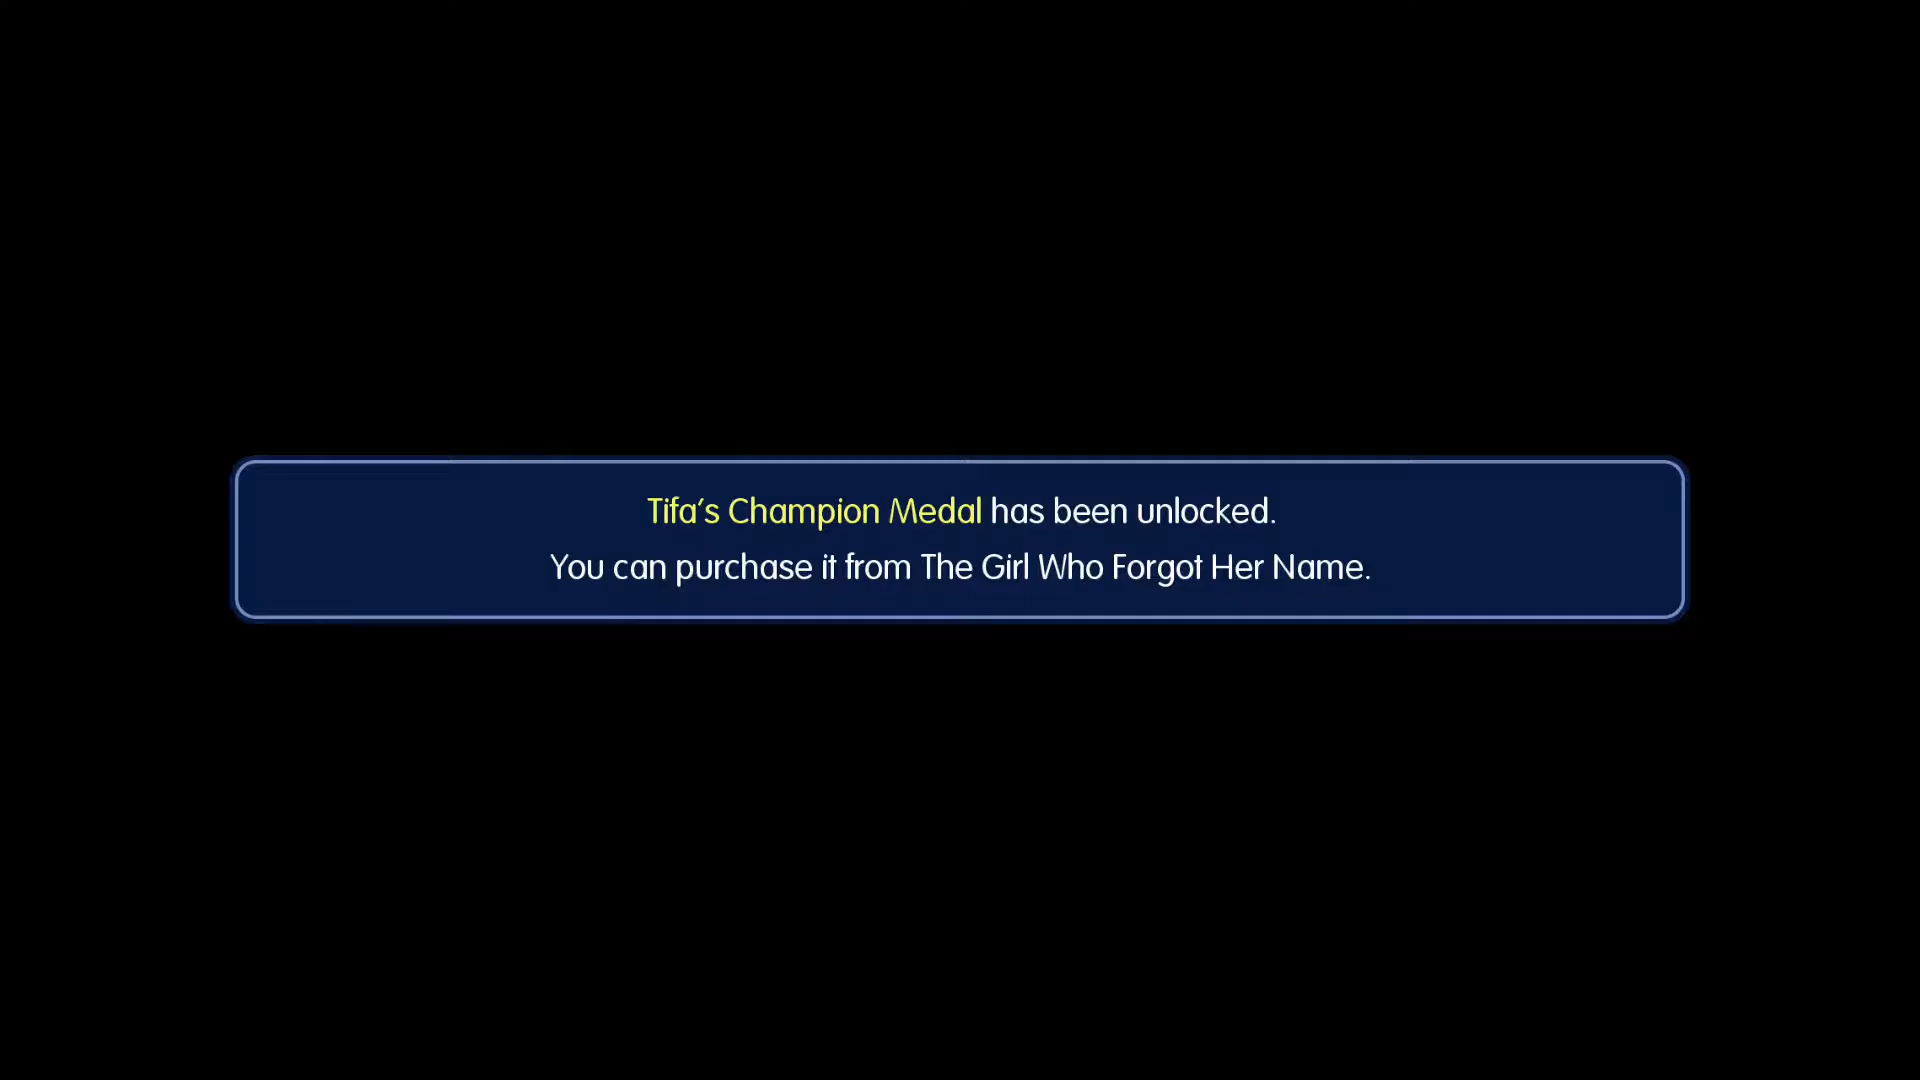 Tifa's Champion Medal has been unlocked.
You can purchase it from The Girl Who Forgot Her Name.